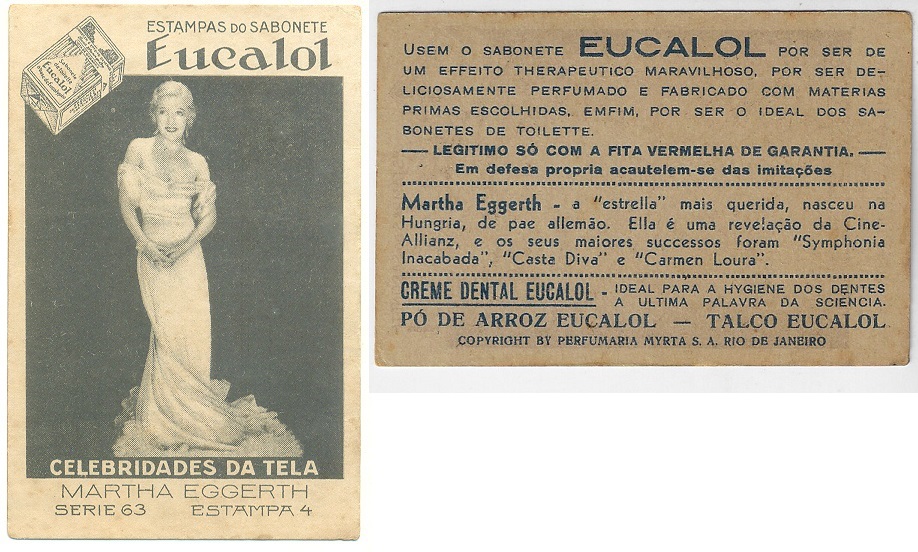 ESTAMPAS DO SABONETE
Eucalol
CELEBRIDADES DA TELA
MARTHA EGGERTH
SERIE 63 ESTAMPA 4
USEM O SABONETE EUCALOL POR SER DE
UM EFFEITO THERAPEUTICO MARAVILHOSO, POR SER DE-
LICIOSAMENTE PERFUMADO E FABRICADO COM MATERIAS
PRIMAS ESCOLHIDAS, EMFIM, POR SER O IDEAL DOS SA-
BONETES DE TOILETTE.
— LEGITIMO SÓ COM A FITA VERMELHA DE GARANTIA. —
Em defesa propria acautelem-se das imitações
Martha Eggerth - a "estrella" mais querida, nasceu na
Hungria, de pae allemão. Ella é uma revelação da Cine-
Allianz, e os seus maiores successos foram "Symphonia
Inacabada", "Casta Diva" e "Carmen Loura".
CREME DENTAL EUCALOL - IDEAL PARA A HYGIENE DOS DENTES
A ULTIMA PALAVRA DA SCIENCIA.
PÓ DE ARROZ EUCALOL — TALCO EUCALOL
COPYRIGHT BY PERFUMARIA MYRTA S. A. RIO DE JANEIRO